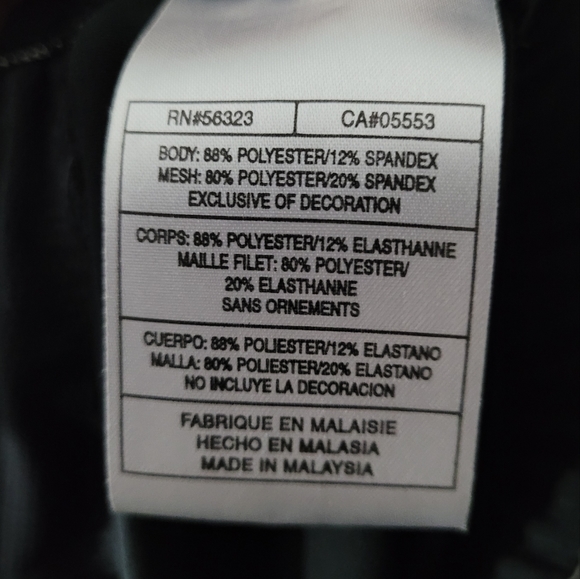 RN#56323 CA#05553
BODY: 88% POLYESTER/12% SPANDEX
MESH: 80% POLYESTER/20% SPANDEX
EXCLUSIVE OF DECORATION
CORPS: 88% POLYESTER/12% ELASTHANNE
MAILLE FILET: 80% POLYESTER/
20% ELASTHANNE
SANS ORNEMENTS
CUERPO: 88% POLIESTER/12% ELASTANO
MALLA: 80% POLIESTER/20% ELASTANO
NO INCLUYE LA DECORACION
FABRIQUE EN MALAISIE
HECHO EN MALASIA
MADE IN MALAYSIA